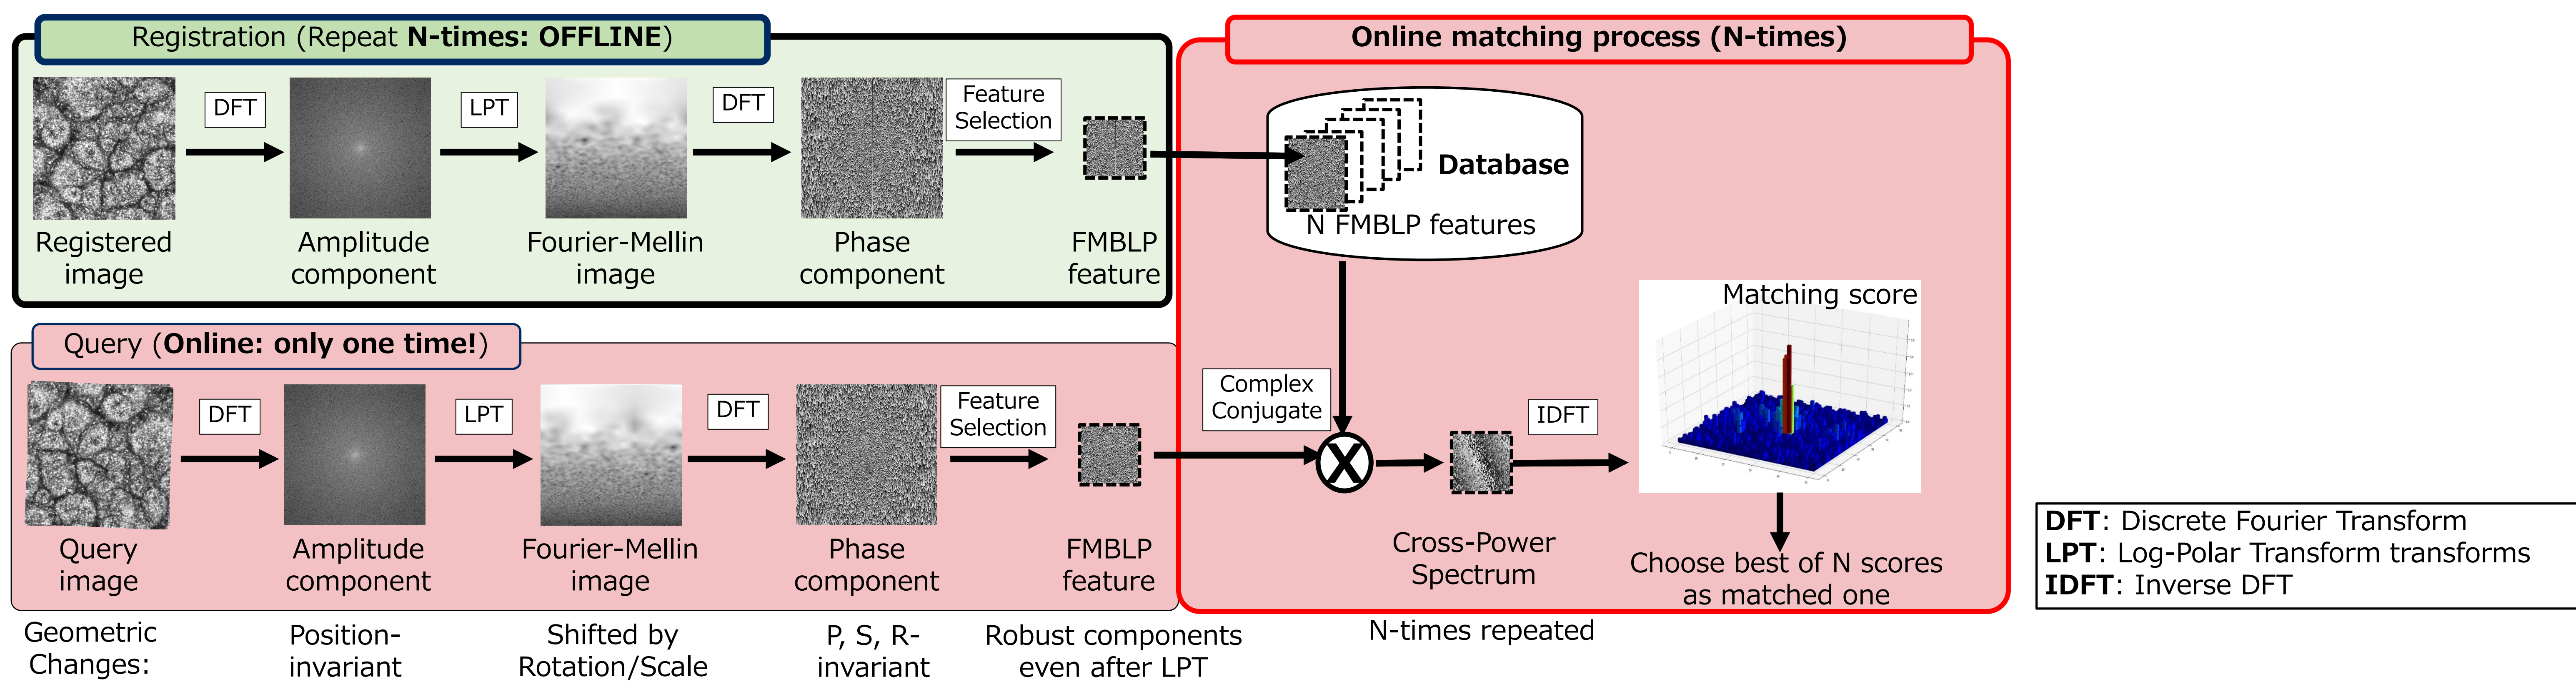 Registration (Repeat N-times: OFFLINE)
DFT
LPT
DFT
Feature
Selection
Registered
image
Amplitude
component
Fourier-Mellin
image
Phase
component
FMBLP
feature
Online matching process (N-times)
Database
N FMBLP features
Query (Online: only one time!)
DFT
LPT
DFT
Feature
Selection
Query
image
Amplitude
component
Fourier-Mellin
image
Phase
component
FMBLP
feature
Complex
Conjugate
X
IDFT
Cross-Power
Spectrum
Matching score
Choose best of N scores
as matched one
Geometric
Changes:
Position-
invariant
Shifted by
Rotation/Scale
P, S, R-
invariant
Robust components
even after LPT
N-times repeated
DFT: Discrete Fourier Transform
LPT: Log-Polar Transform transforms
IDFT: Inverse DFT